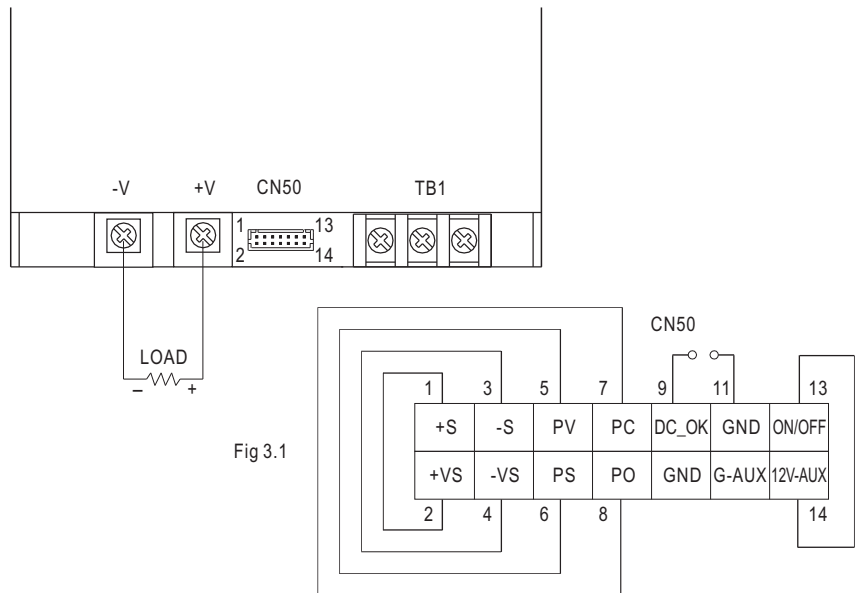 -V +V CN50 TB1
1 13
2 14
LOAD
– +
CN50
1 3 5 7 9 11 13
+S -S PV PC DC_OK GND ON/OFF
Fig 3.1
+VS -VS PS PO GND G-AUX 12V-AUX
2 4 6 8 14